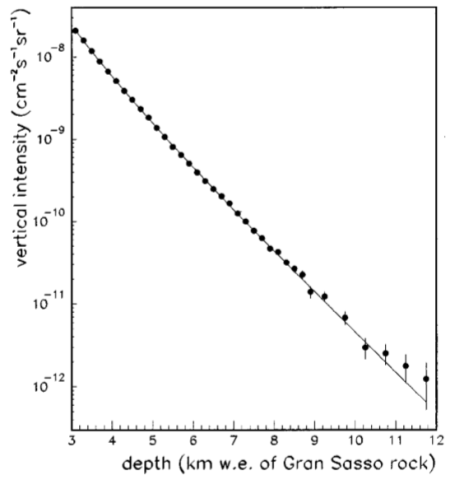 vertical intensity (cm⁻²s⁻¹sr⁻¹)
10⁻⁸
10⁻⁹
10⁻¹⁰
10⁻¹¹
10⁻¹²
3 4 5 6 7 8 9 10 11 12
depth (km w.e. of Gran Sasso rock)